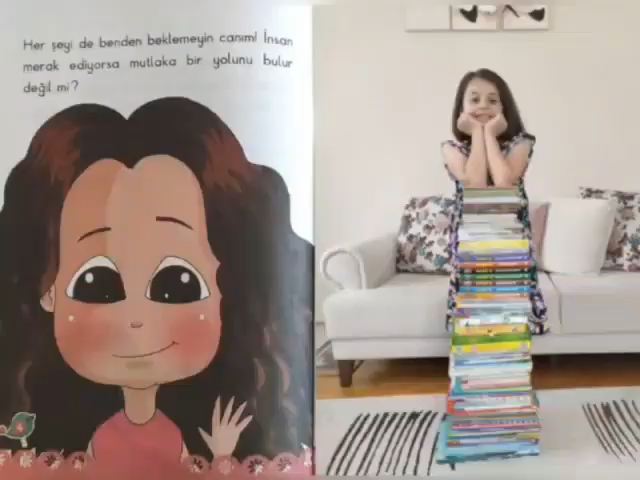 Her şeyi de benden beklemeyin canım! İnsan
merak ediyorsa mutlaka bir yolunu bulur
değil mi?